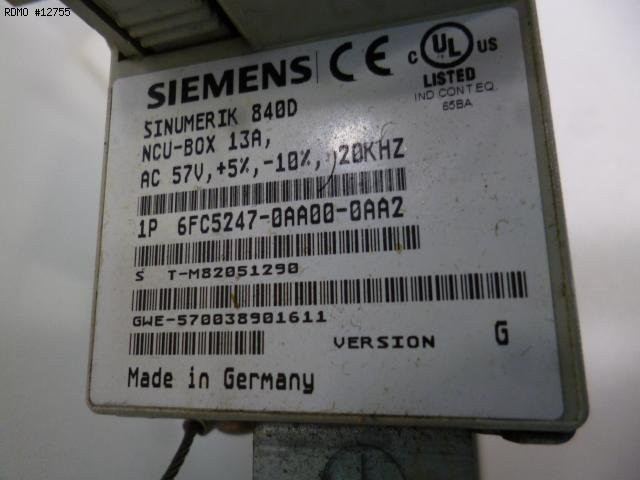 RDMO #12755
SIEMENS CE C UL US
LISTED
IND CONT.EQ.
65BA
SINUMERIK 840D
NCU-BOX 13A,
AC 57V,+5%,-10%, 20KHZ
1P 6FC5247-0AA00-0AA2
S T-M82051290
GWE-570038901611
VERSION G
Made in Germany